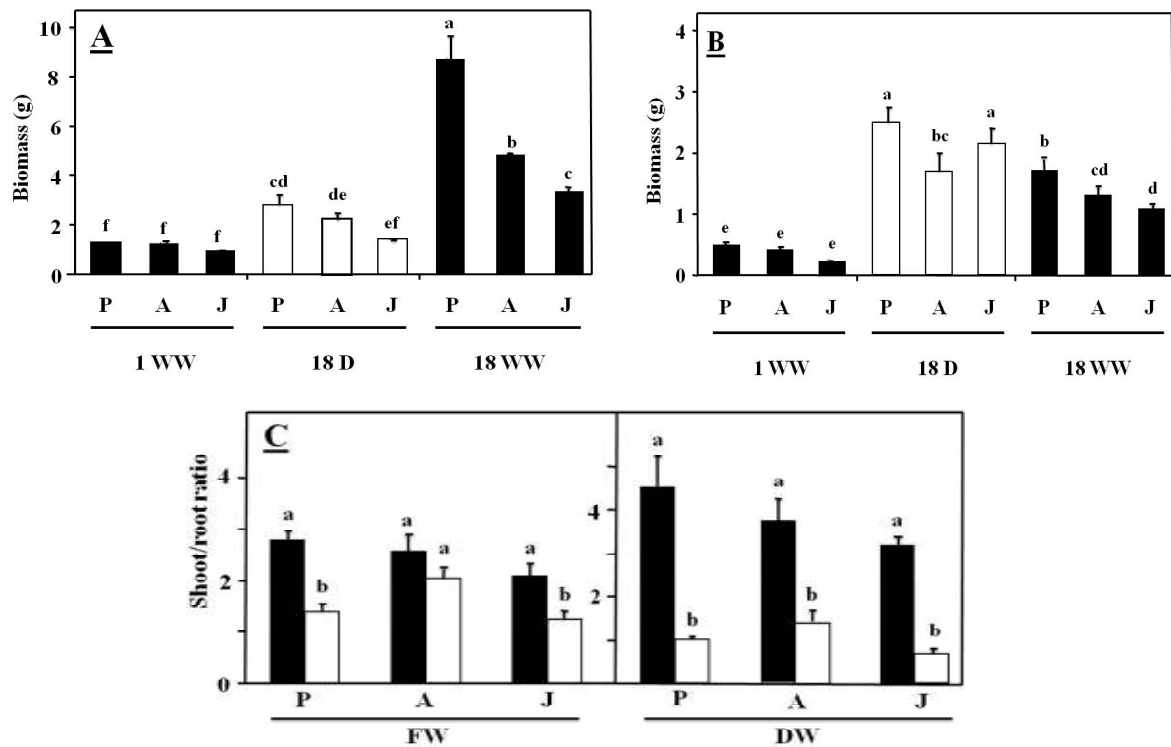 A
Biomass (g)
10
8
6
4
2
0
f f f cd de ef a b c
P A J P A J P A J
1 WW 18 D 18 WW
B
Biomass (g)
4
3
2
1
0
e e e a bc a b cd d
P A J P A J P A J
1 WW 18 D 18 WW
C
Shoot/root ratio
4
2
0
a b a a a b
P A J
FW
4
2
a b a b a b
P A J
DW